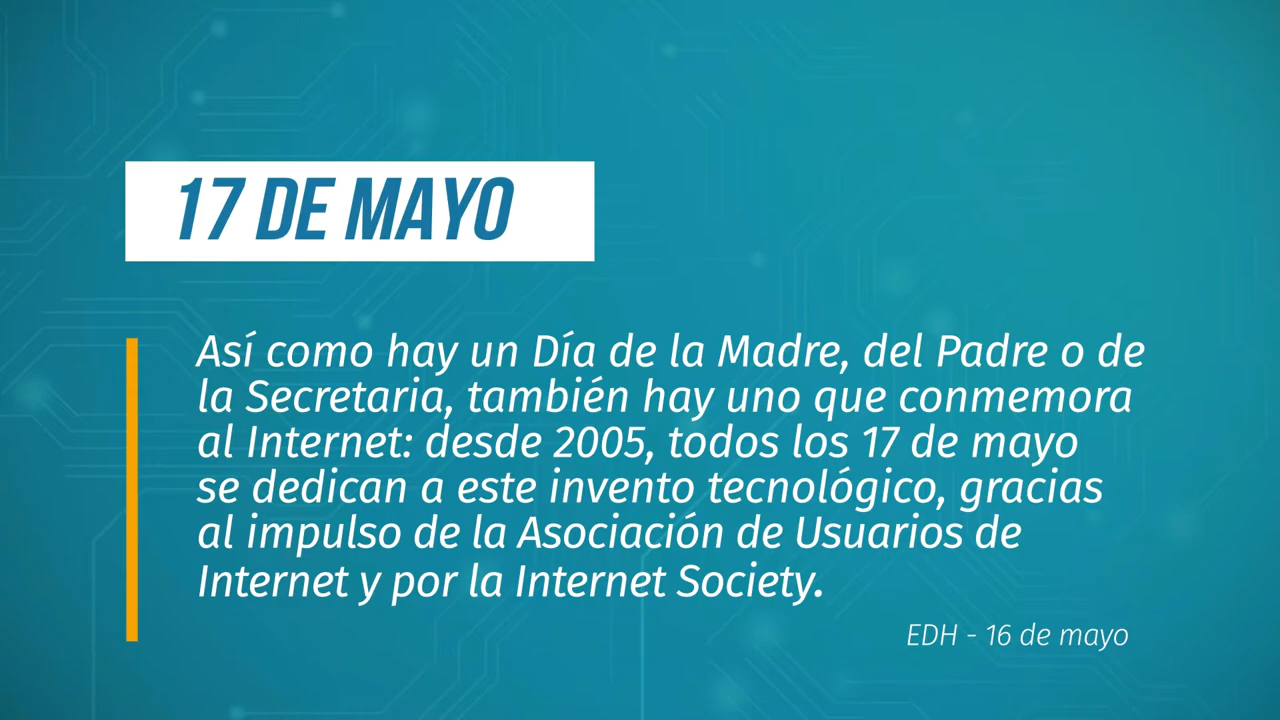 17 DE MAYO
Así como hay un Día de la Madre, del Padre o de
la Secretaria, también hay uno que conmemora
al Internet: desde 2005, todos los 17 de mayo
se dedican a este invento tecnológico, gracias
al impulso de la Asociación de Usuarios de
Internet y por la Internet Society.
EDH - 16 de mayo